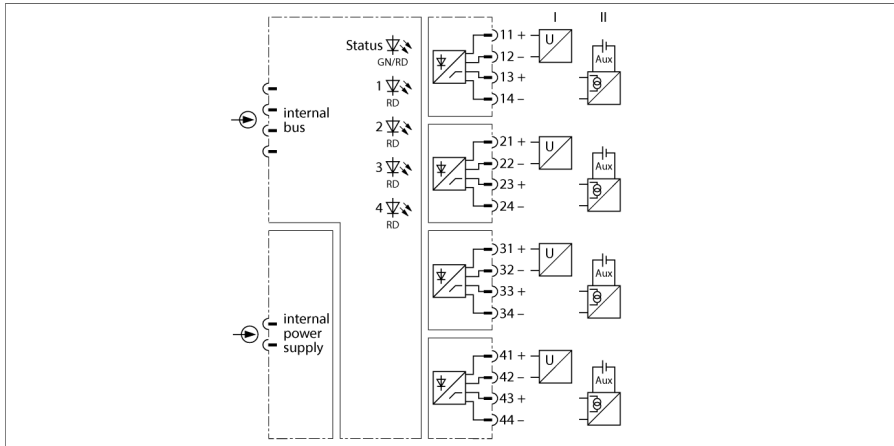 I II
Status
GN/RD
1
RD
2
RD
3
RD
4
RD
internal
bus
internal
power
supply
11 +
12 –
13 +
14 –
U
Aux
21 +
22 –
23 +
24 –
U
Aux
31 +
32 –
33 +
34 –
U
Aux
41 +
42 –
43 +
44 –
U
Aux